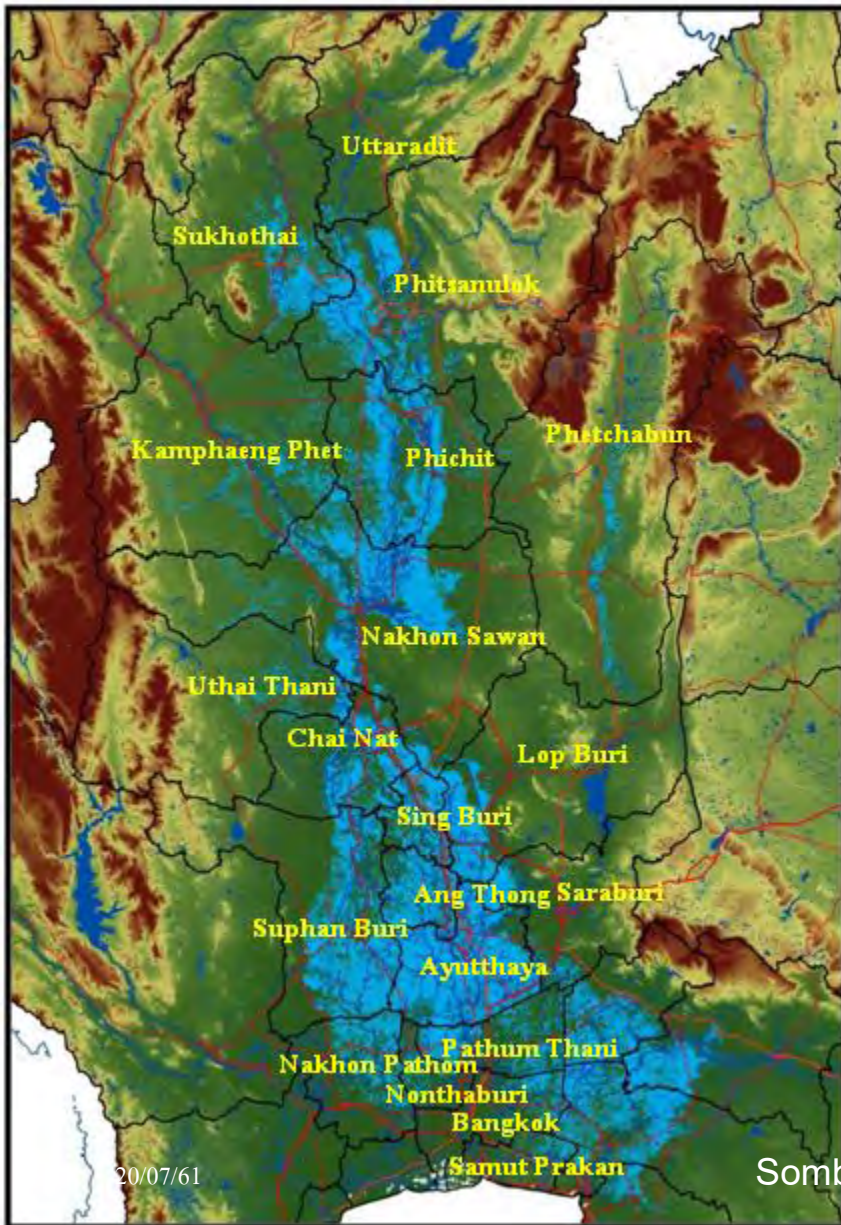 Uttaradit
Sukhothai
Phitsanulok
Phetchabun
Kamphaeng Phet
Phichit
Nakhon Sawan
Uthai Thani
Chai Nat
Lop Buri
Sing Buri
Ang Thong
Saraburi
Suphan Buri
Ayutthaya
Pathum Thani
Nakhon Pathom
Nonthaburi
Bangkok
Samut Prakan
20/07/61
Somb